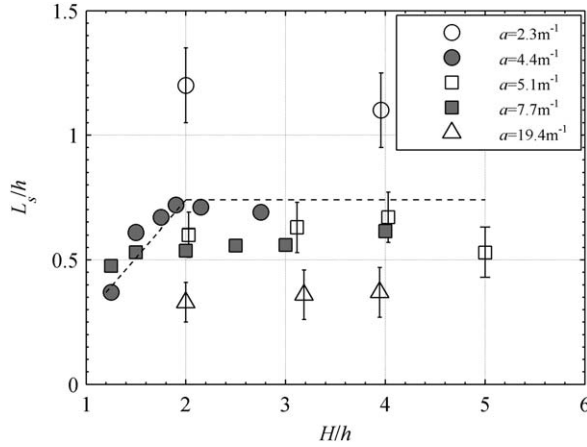 1.5
1
0.5
0
L_s/h
1 2 3 4 5 6
H/h
a=2.3m⁻¹
a=4.4m⁻¹
a=5.1m⁻¹
a=7.7m⁻¹
a=19.4m⁻¹